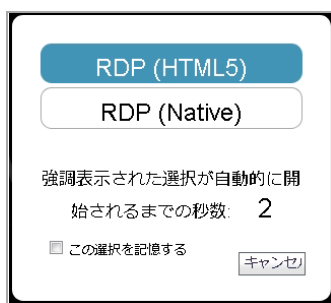 RDP (HTML5)
RDP (Native)
強調表示された選択が自動的に開
始されるまでの秒数: 2
この選択を記憶する
キャンセ